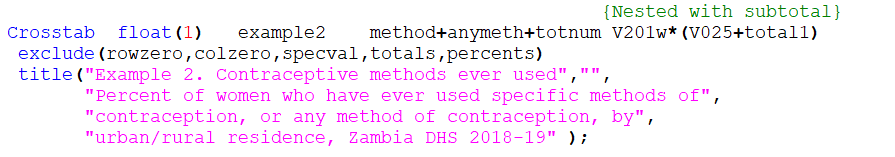 {Nested with subtotal}
Crosstab float(1) example2 method+anymeth+totnum V201w*(V025+total1)
exclude(rowzero,colzero,specval,totals,percents)
title("Example 2. Contraceptive methods ever used","",
"Percent of women who have ever used specific methods of",
"contraception, or any method of contraception, by",
"urban/rural residence, Zambia DHS 2018-19" );